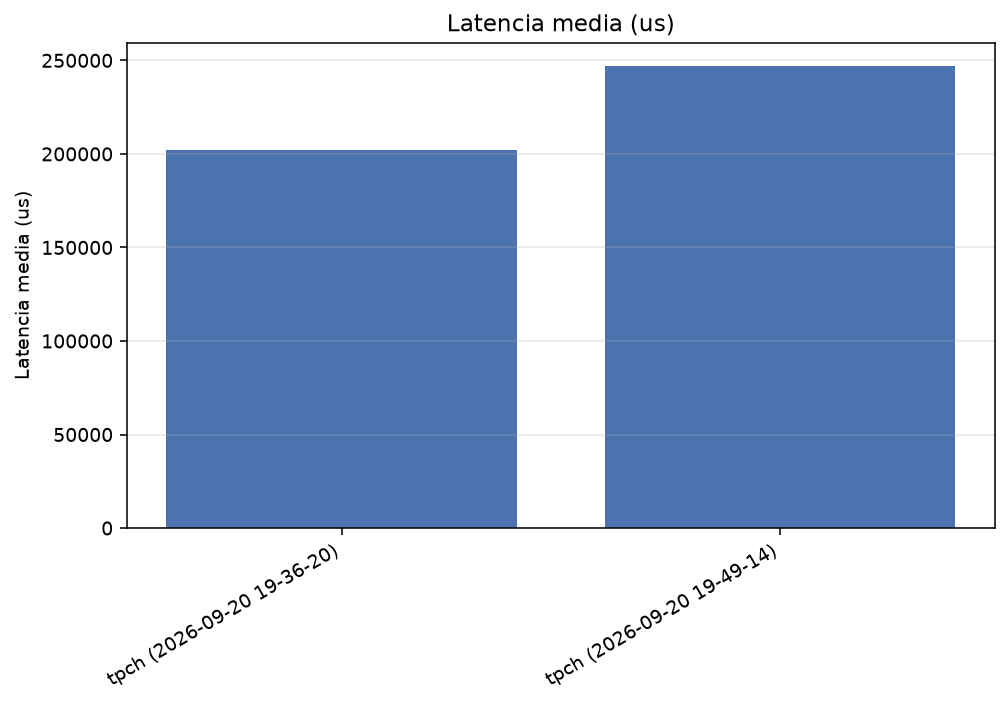 Latencia media (us)
Latencia media (us)
250000
200000
150000
100000
50000
0
tpch (2026-09-20 19-36-20)
tpch (2026-09-20 19-49-14)